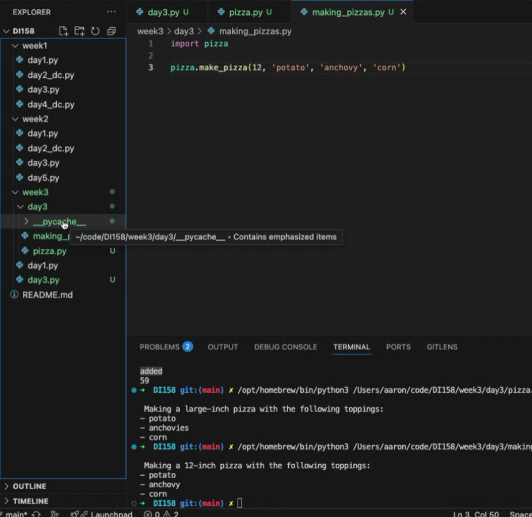 EXPLORER ···
day3.py U pizza.py U making_pizzas.py U ×
DI158
week3 > day3 > making_pizzas.py
week1
day1.py
day2_dc.py
day3.py
day4_dc.py
week2
day1.py
day2_dc.py
day3.py
day5.py
week3
day3
__pycache__
making_p
pizza.py U
day1.py
day3.py U
README.md
OUTLINE
TIMELINE
1 import pizza
2
3 pizza.make_pizza(12, 'potato', 'anchovy', 'corn')
~/code/DI158/week3/day3/__pycache__ • Contains emphasized items
PROBLEMS 2 OUTPUT DEBUG CONSOLE TERMINAL PORTS GITLENS
added
59
➜ DI158 git:(main) ✗ /opt/homebrew/bin/python3 /Users/aaron/code/DI158/week3/day3/pizza.
Making a large-inch pizza with the following toppings:
- potato
- anchovies
- corn
➜ DI158 git:(main) ✗ /opt/homebrew/bin/python3 /Users/aaron/code/DI158/week3/day3/making
Making a 12-inch pizza with the following toppings:
- potato
- anchovy
- corn
➜ DI158 git:(main) ✗
main* Launchpad 0 2 Ln 3, Col 50 Space